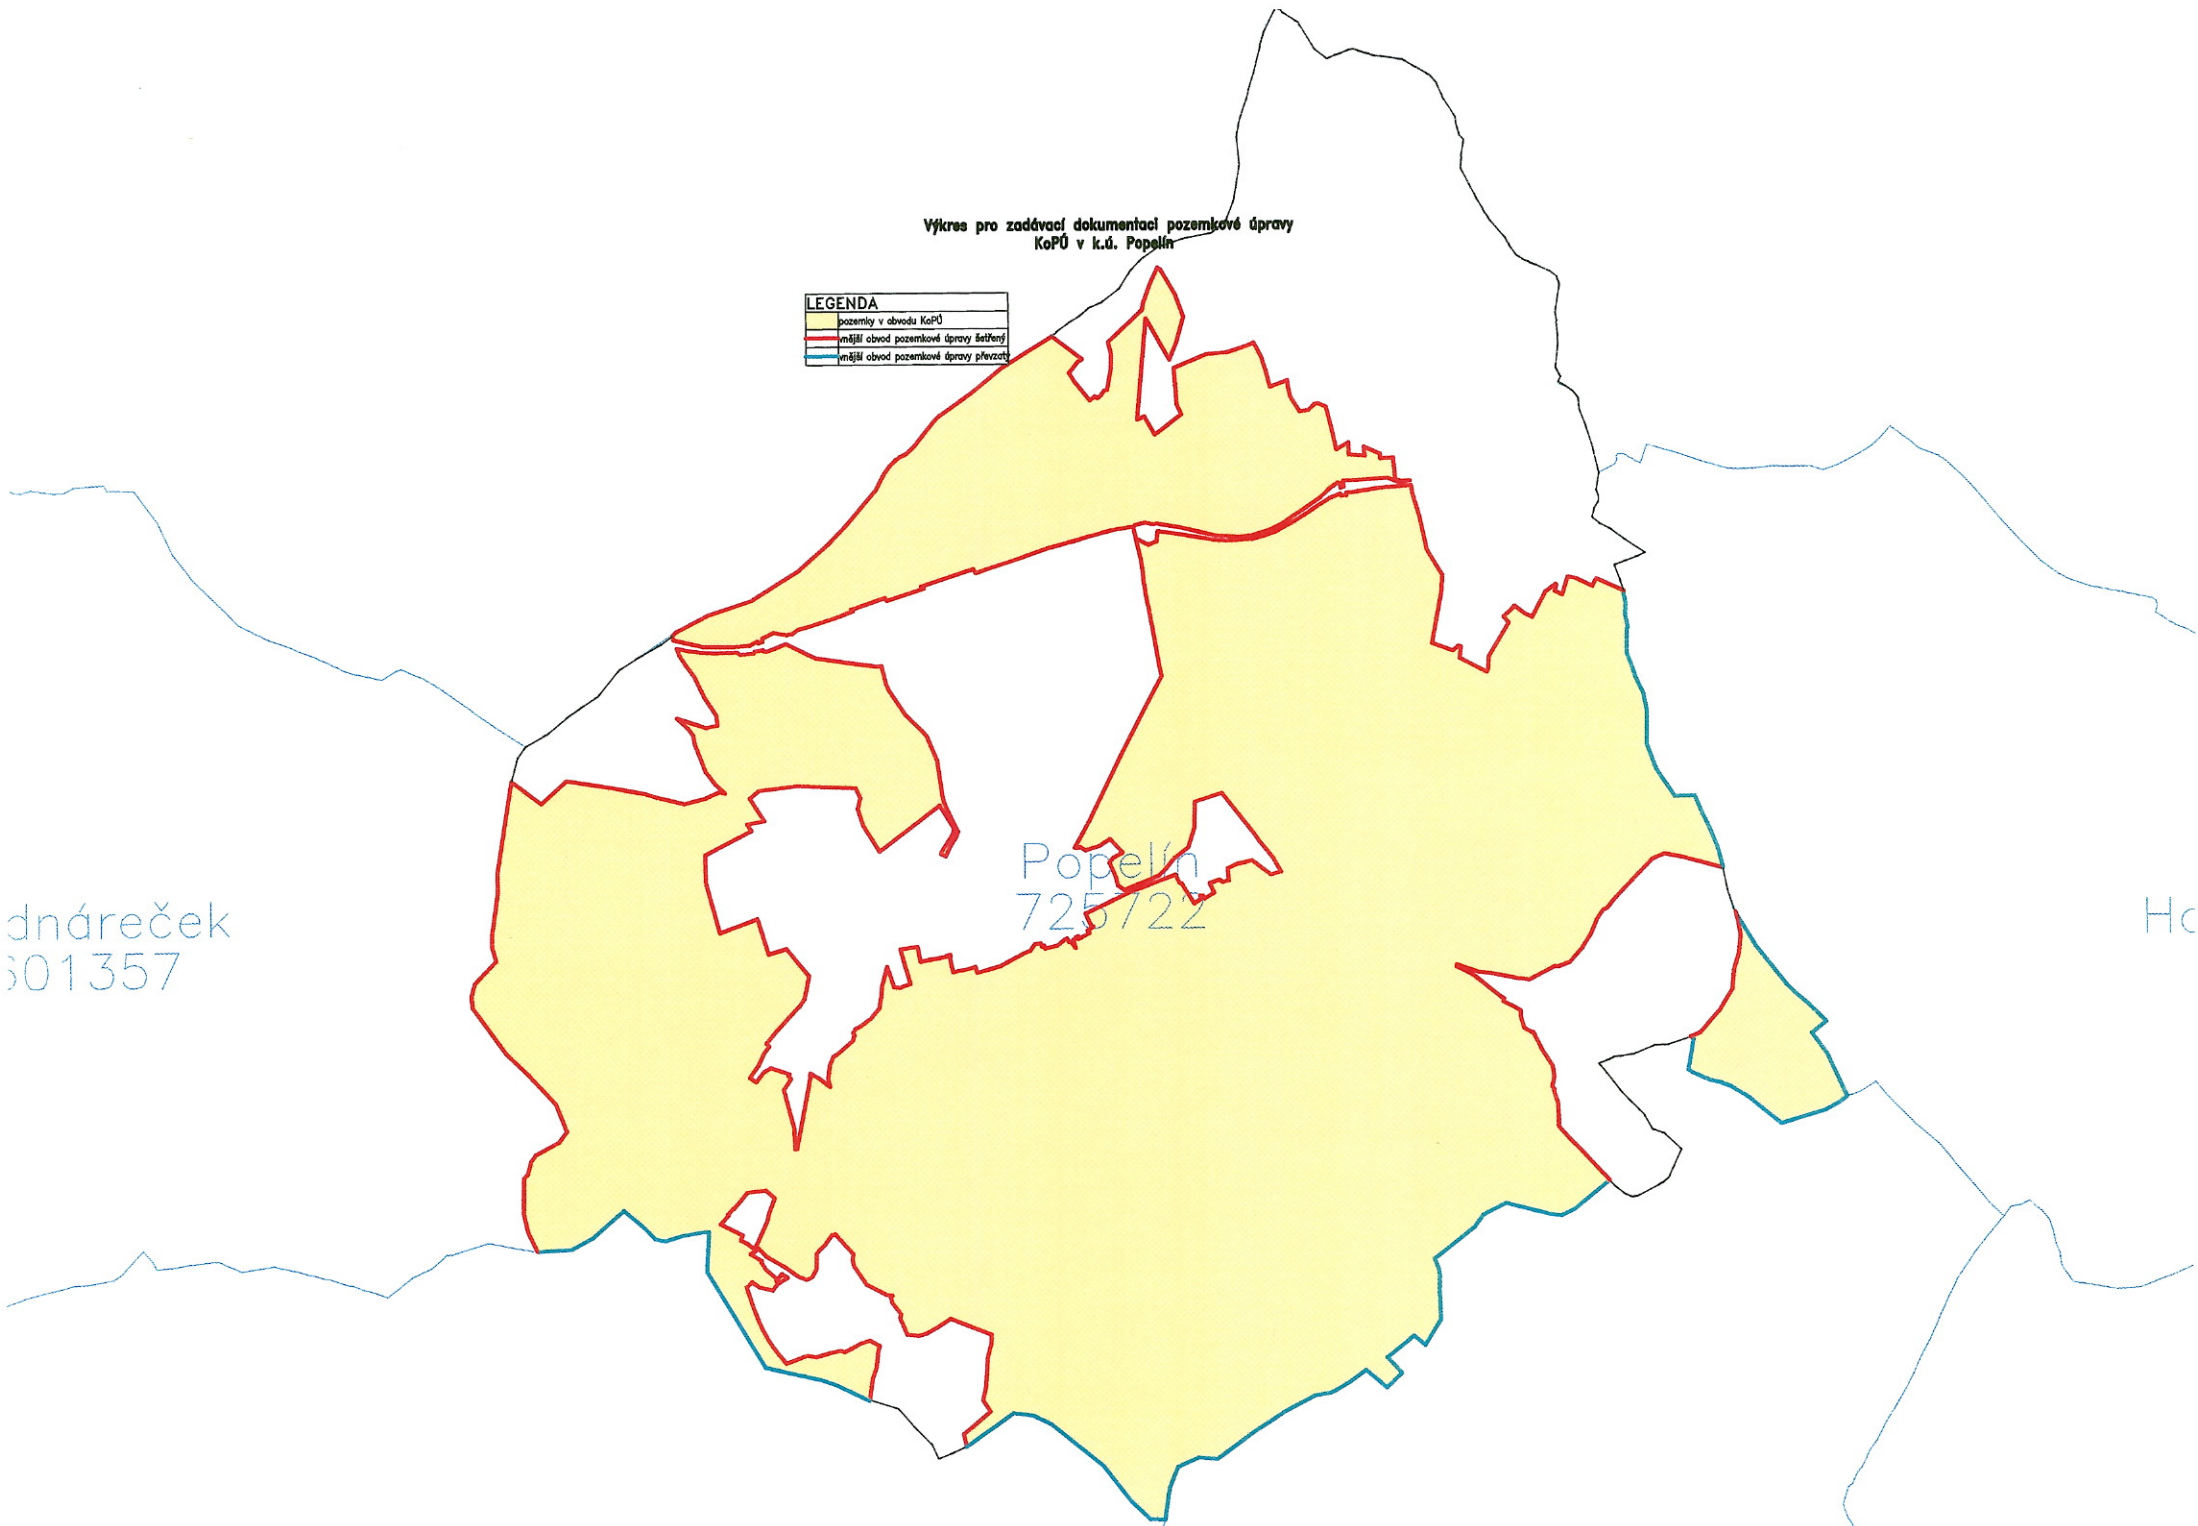 Výkres pro zadávací dokumentaci pozemkové úpravy
KoPÚ v k.ú. Popelín
LEGENDA
pozemky v obvodu KoPÚ
vnější obvod pozemkové úpravy šetřený
vnější obvod pozemkové úpravy převzatý
Popelín
725722
dnáreček
601357
Ho